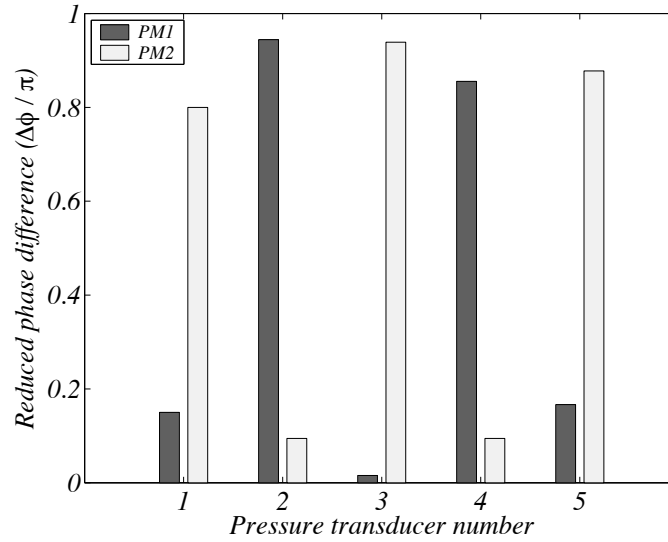 1
PM1
PM2
0.8
0.6
0.4
0.2
0
Reduced phase difference (Δϕ / π)
1 2 3 4 5
Pressure transducer number